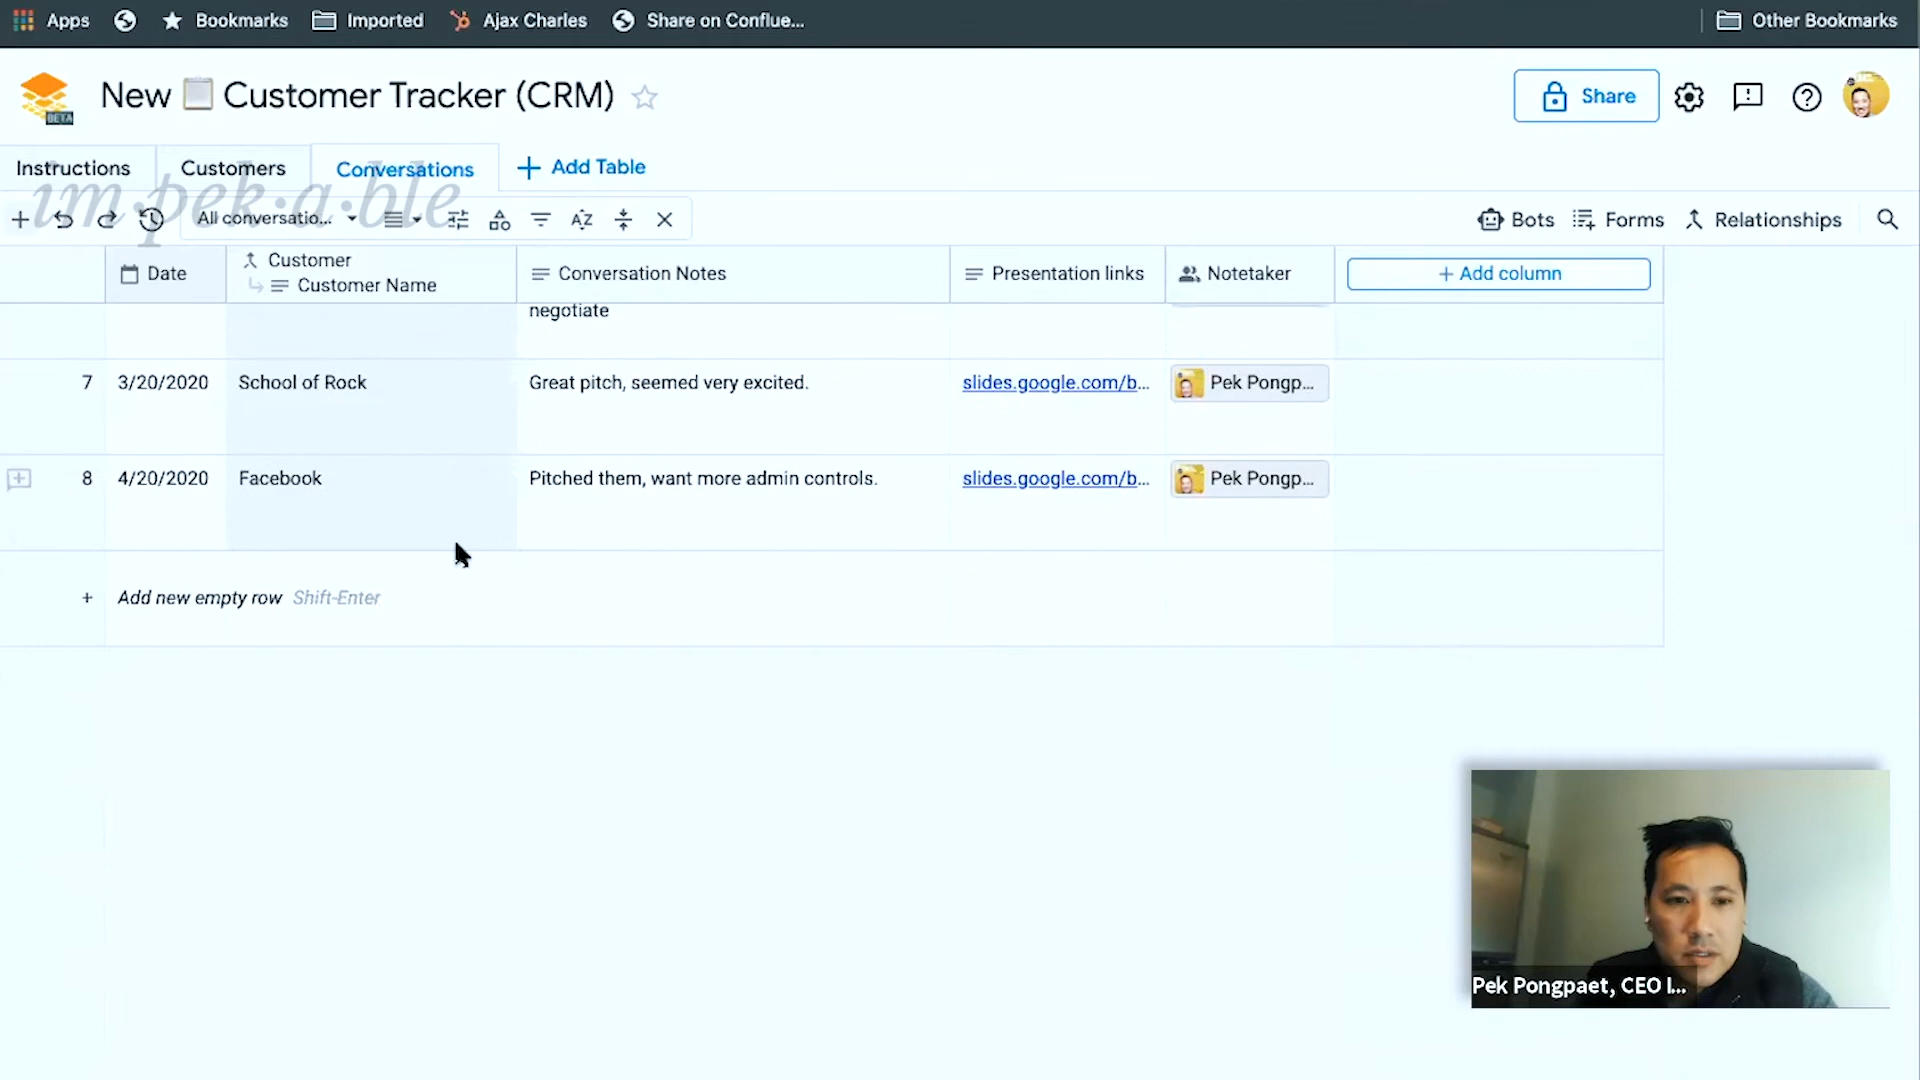 Apps Bookmarks Imported Ajax Charles Share on Conflue... Other Bookmarks
BETA New Customer Tracker (CRM) Share
Instructions Customers Conversations Add Table
im·pek·a·ble
All conversatio... Bots Forms Relationships
Date Customer Customer Name Conversation Notes Presentation links Notetaker + Add column
negotiate
7 3/20/2020 School of Rock Great pitch, seemed very excited. slides.google.com/b... Pek Pongp...
8 4/20/2020 Facebook Pitched them, want more admin controls. slides.google.com/b... Pek Pongp...
+ Add new empty row Shift-Enter
Pek Pongpaet, CEO I...